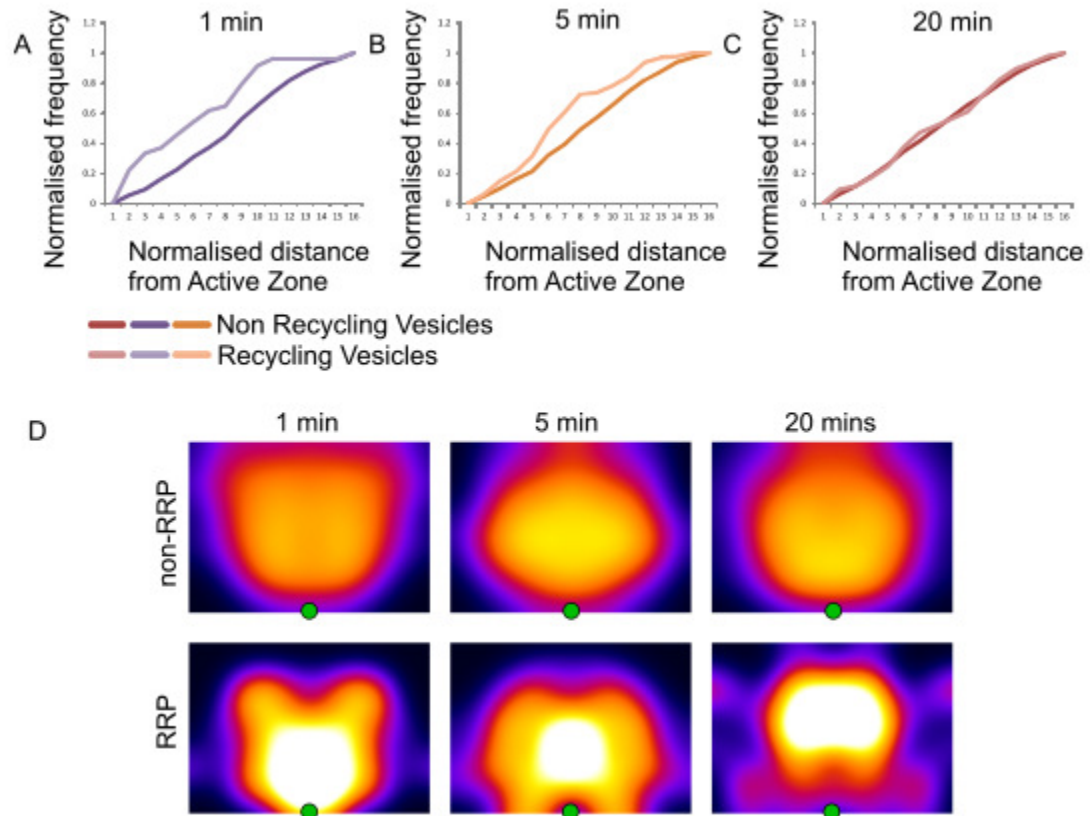 A
1 min
Normalised frequency
1.2
1
0.8
0.6
0.4
0.2
0
1 2 3 4 5 6 7 8 9 10 11 12 13 14 15 16
Normalised distance
from Active Zone
B
5 min
Normalised frequency
1.2
1
0.8
0.6
0.4
0.2
0
1 2 3 4 5 6 7 8 9 10 11 12 13 14 15 16
Normalised distance
from Active Zone
C
20 min
Normalised frequency
1.2
1
0.8
0.6
0.4
0.2
0
1 2 3 4 5 6 7 8 9 10 11 12 13 14 15 16
Normalised distance
from Active Zone
Non Recycling Vesicles
Recycling Vesicles
D
1 min
5 min
20 mins
non-RRP
RRP